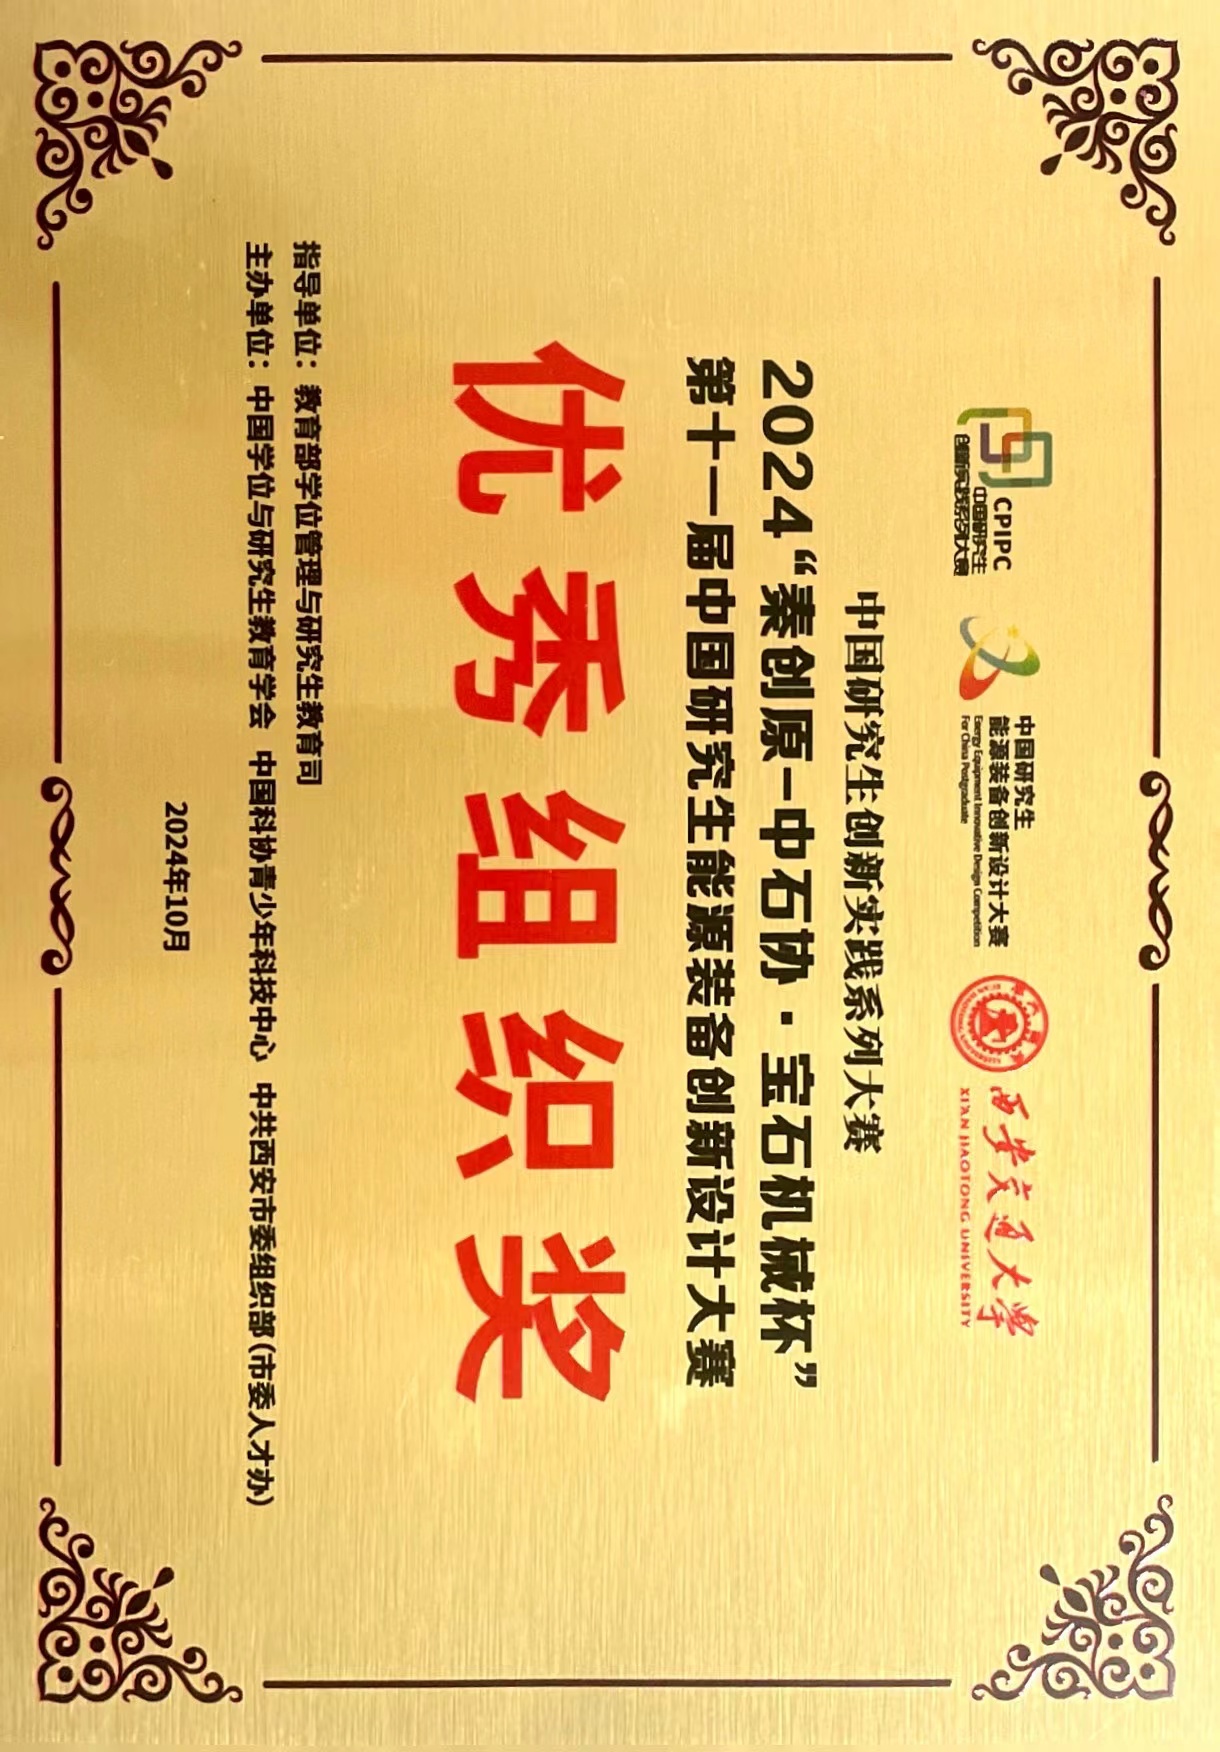 CPIPC
中国研究生
创新实践系列大赛
中国研究生
能源装备创新设计大赛
Energy Equipment Innovative Design Competition
For China Postgraduate
西安交通大学
XI'AN JIAOTONG UNIVERSITY
中国研究生创新实践系列大赛
2024“秦创原-中石协·宝石机械杯”
第十一届中国研究生能源装备创新设计大赛
优秀组织奖
指导单位：教育部学位管理与研究生教育司
主办单位：中国学位与研究生教育学会 中国科协青少年科技中心 中共西安市委组织部(市委人才办)
2024年10月